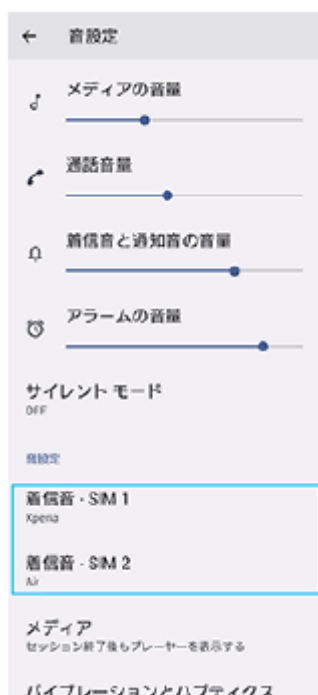 音設定
メディアの音量
通話音量
着信音と通知音の音量
アラームの音量
サイレント モード
OFF
音設定
着信音 - SIM 1
Xperia
着信音 - SIM 2
Air
メディア
セッション終了後もプレーヤーを表示する
バイブレーションとハプティクス